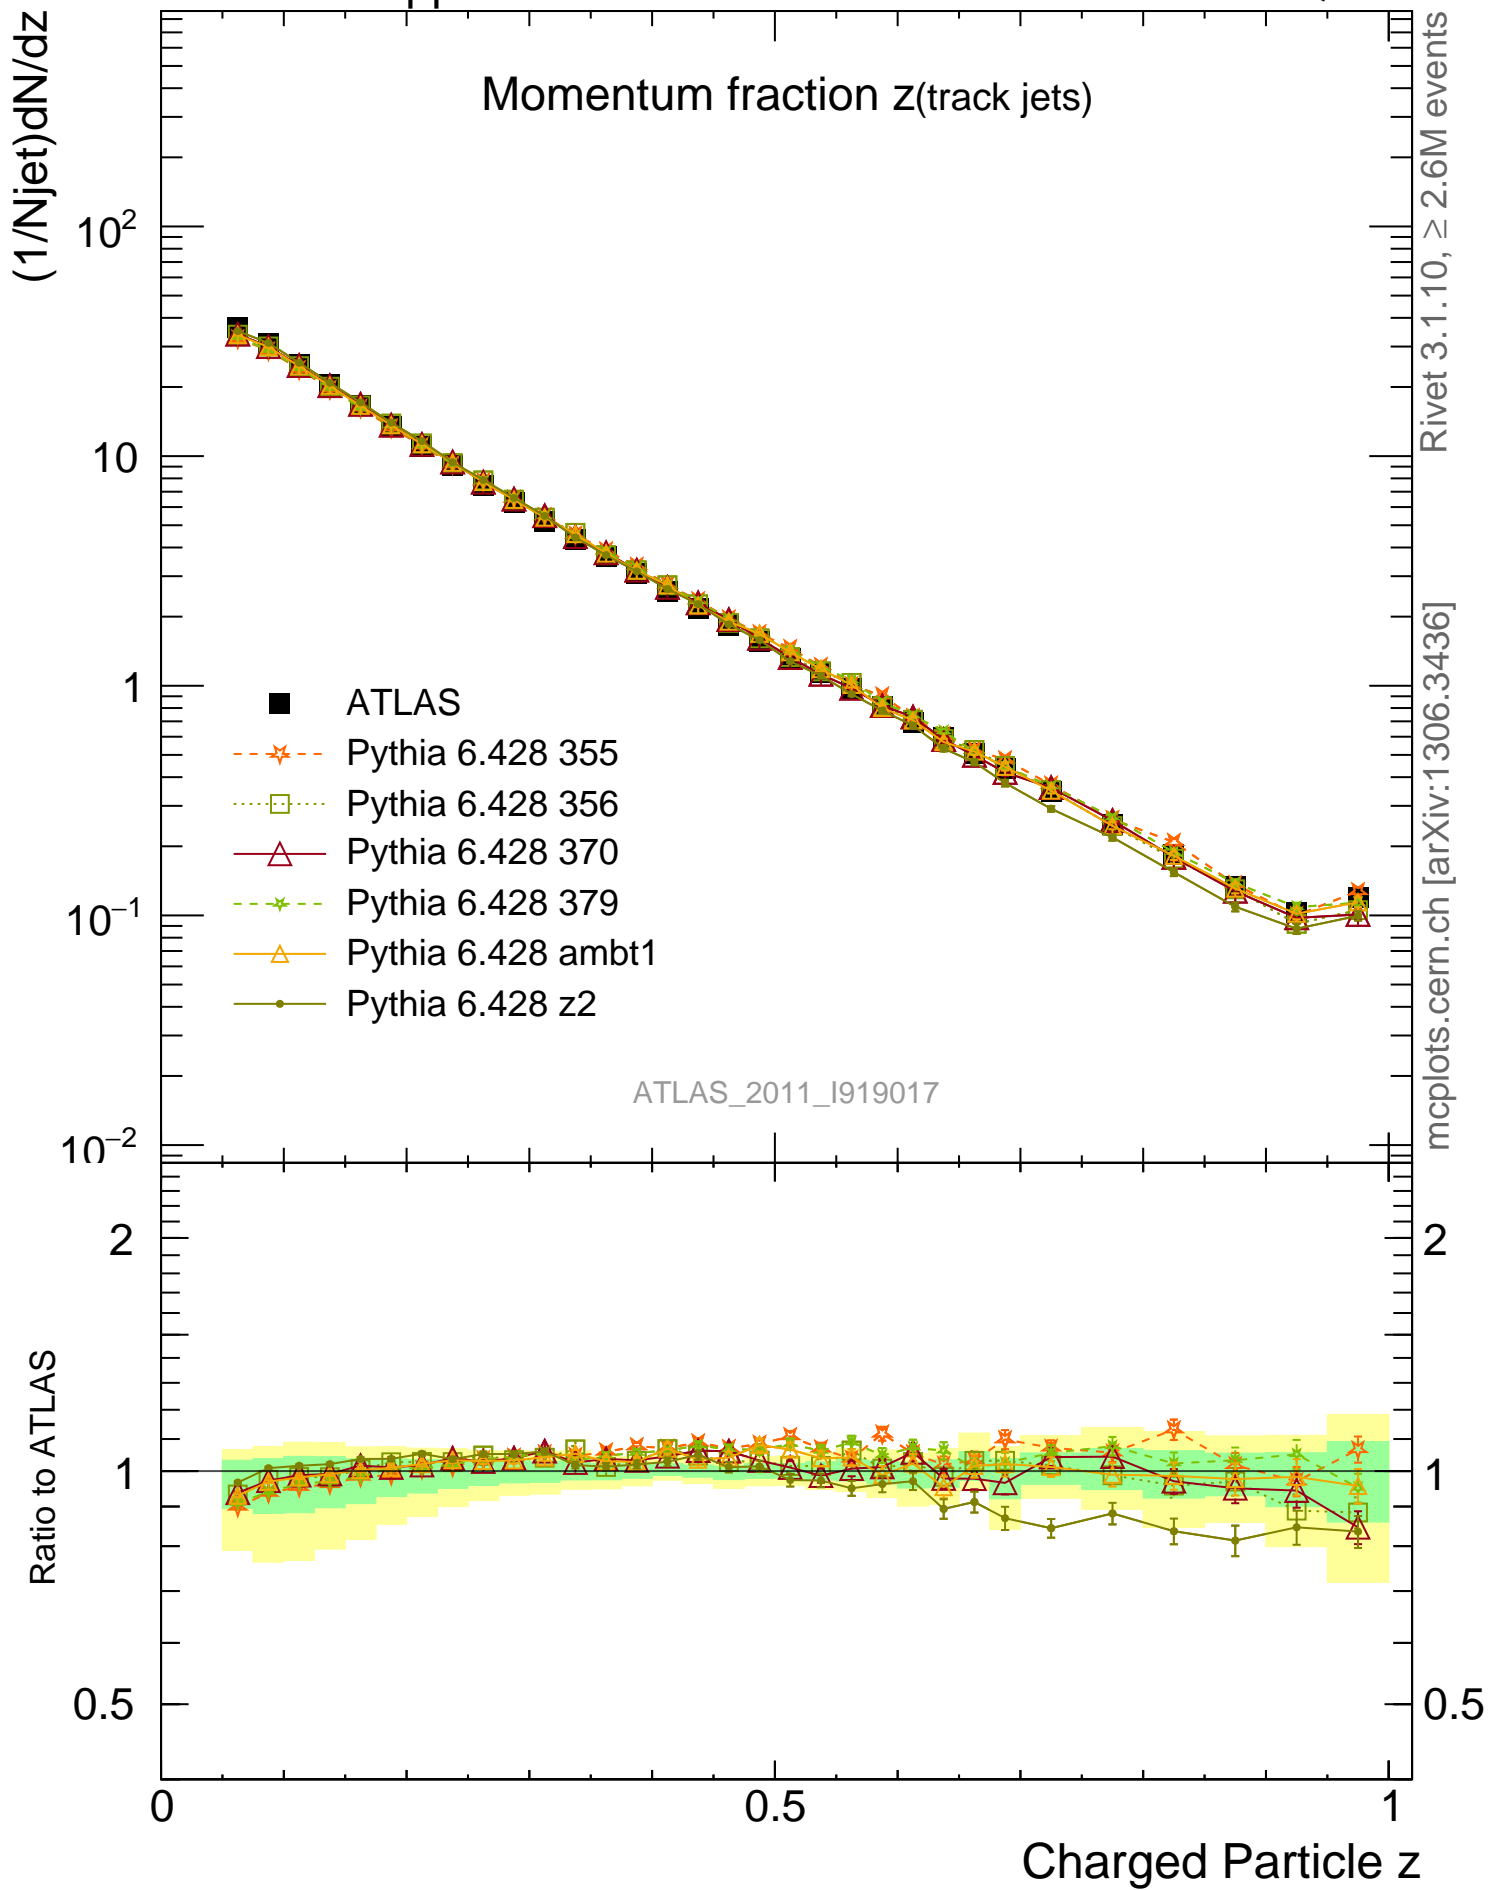 Momentum fraction z(track jets)
(1/Njet)dN/dz
10²
10
1
10⁻¹
10⁻²
ATLAS
Pythia 6.428 355
Pythia 6.428 356
Pythia 6.428 370
Pythia 6.428 379
Pythia 6.428 ambt1
Pythia 6.428 z2
ATLAS_2011_I919017
Rivet 3.1.10, ≥ 2.6M events
mcplots.cern.ch [arXiv:1306.3436]
Ratio to ATLAS
2
1
0.5
2
1
0.5
0
0.5
1
Charged Particle z